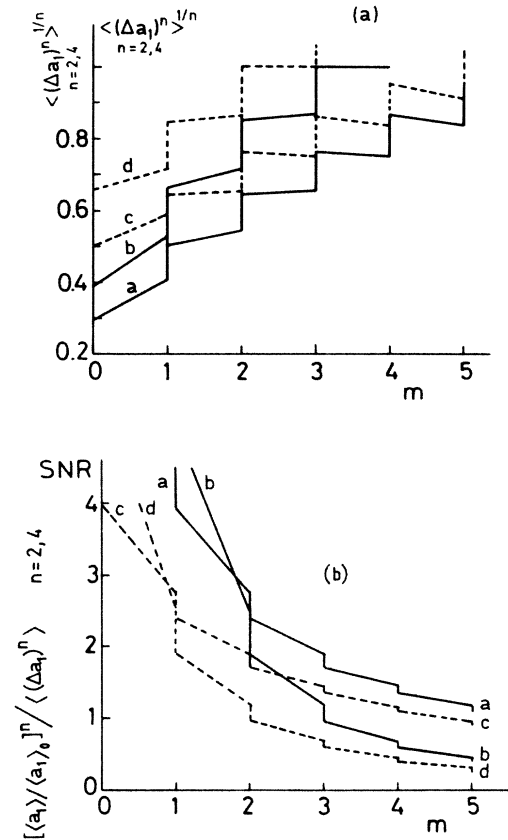 (a)
<(Δa₁)ⁿ>^1/n
n=2,4
<(Δa₁)ⁿ>^1/n
n=2,4
0.8
0.6
0.4
0.2
d
c
b
a
0 1 2 3 4 5
m
SNR
(b)
[⟨a₁⟩/⟨a₁⟩₀]ⁿ/⟨(Δa₁)ⁿ⟩ n=2,4
4
3
2
1
0
c d a b
a
c
b
d
0 1 2 3 4 5
m